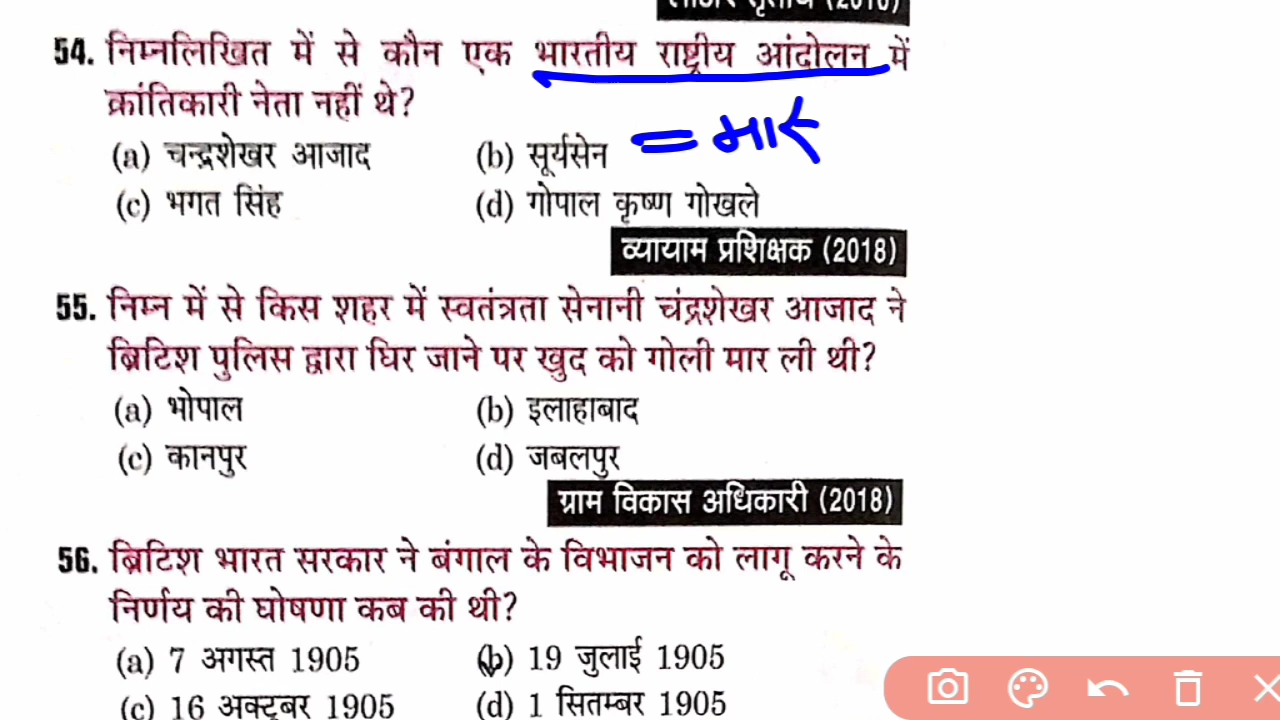 54. निम्नलिखित में से कौन एक भारतीय राष्ट्रीय आंदोलन में
क्रांतिकारी नेता नहीं थे?
(a) चन्द्रशेखर आजाद (b) सूर्यसेन =
(c) भगत सिंह (d) गोपाल कृष्ण गोखले
व्यायाम प्रशिक्षक (2018)
55. निम्न में से किस शहर में स्वतंत्रता सेनानी चंद्रशेखर आजाद ने
ब्रिटिश पुलिस द्वारा घिर जाने पर खुद को गोली मार ली थी?
(a) भोपाल (b) इलाहाबाद
(c) कानपुर (d) जबलपुर
ग्राम विकास अधिकारी (2018)
56. ब्रिटिश भारत सरकार ने बंगाल के विभाजन को लागू करने के
निर्णय की घोषणा कब की थी?
(a) 7 अगस्त 1905 (b) 19 जुलाई 1905
(c) 16 अक्टूबर 1905 (d) 1 सितम्बर 1905